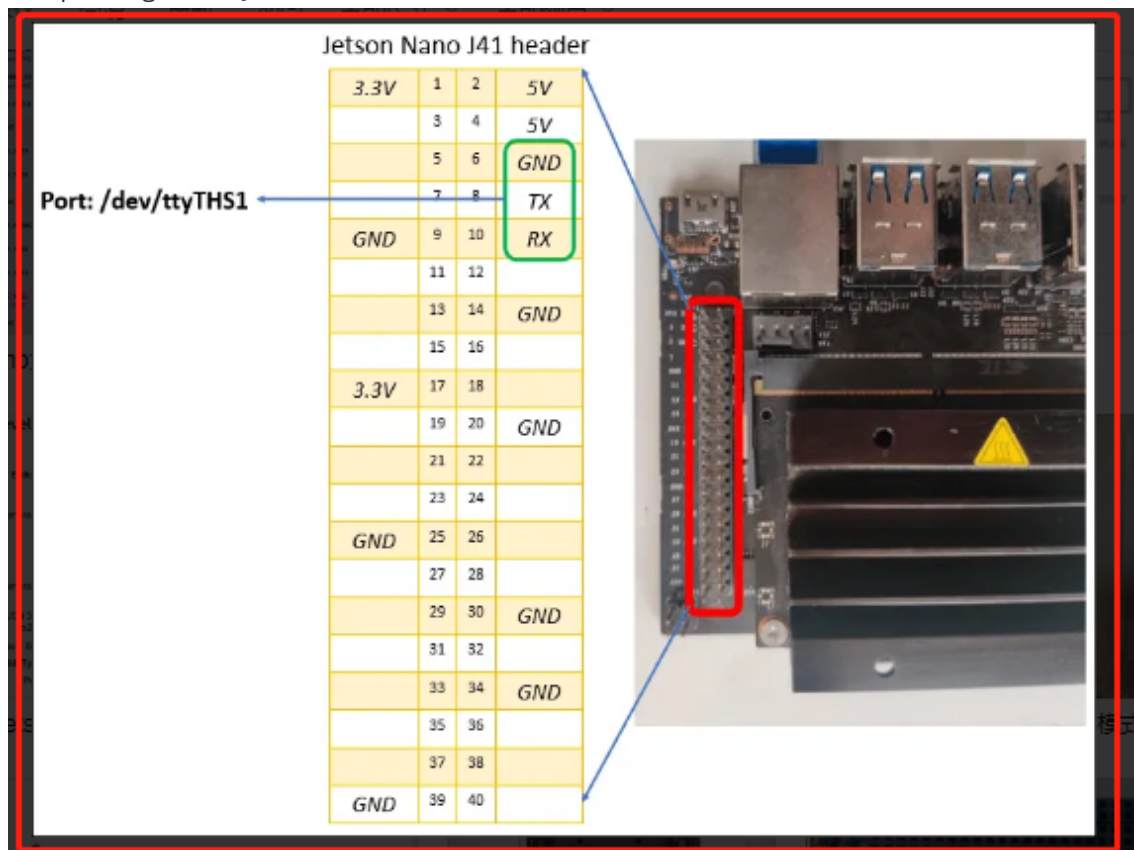 Jetson Nano J41 header
3.3V 1 2 5V
3 4 5V
5 6 GND
Port: /dev/ttyTHS1 7 8 TX
GND 9 10 RX
11 12
13 14 GND
15 16
3.3V 17 18
19 20 GND
21 22
23 24
GND 25 26
27 28
29 30 GND
31 32
33 34 GND
35 36
37 38
GND 39 40
模式